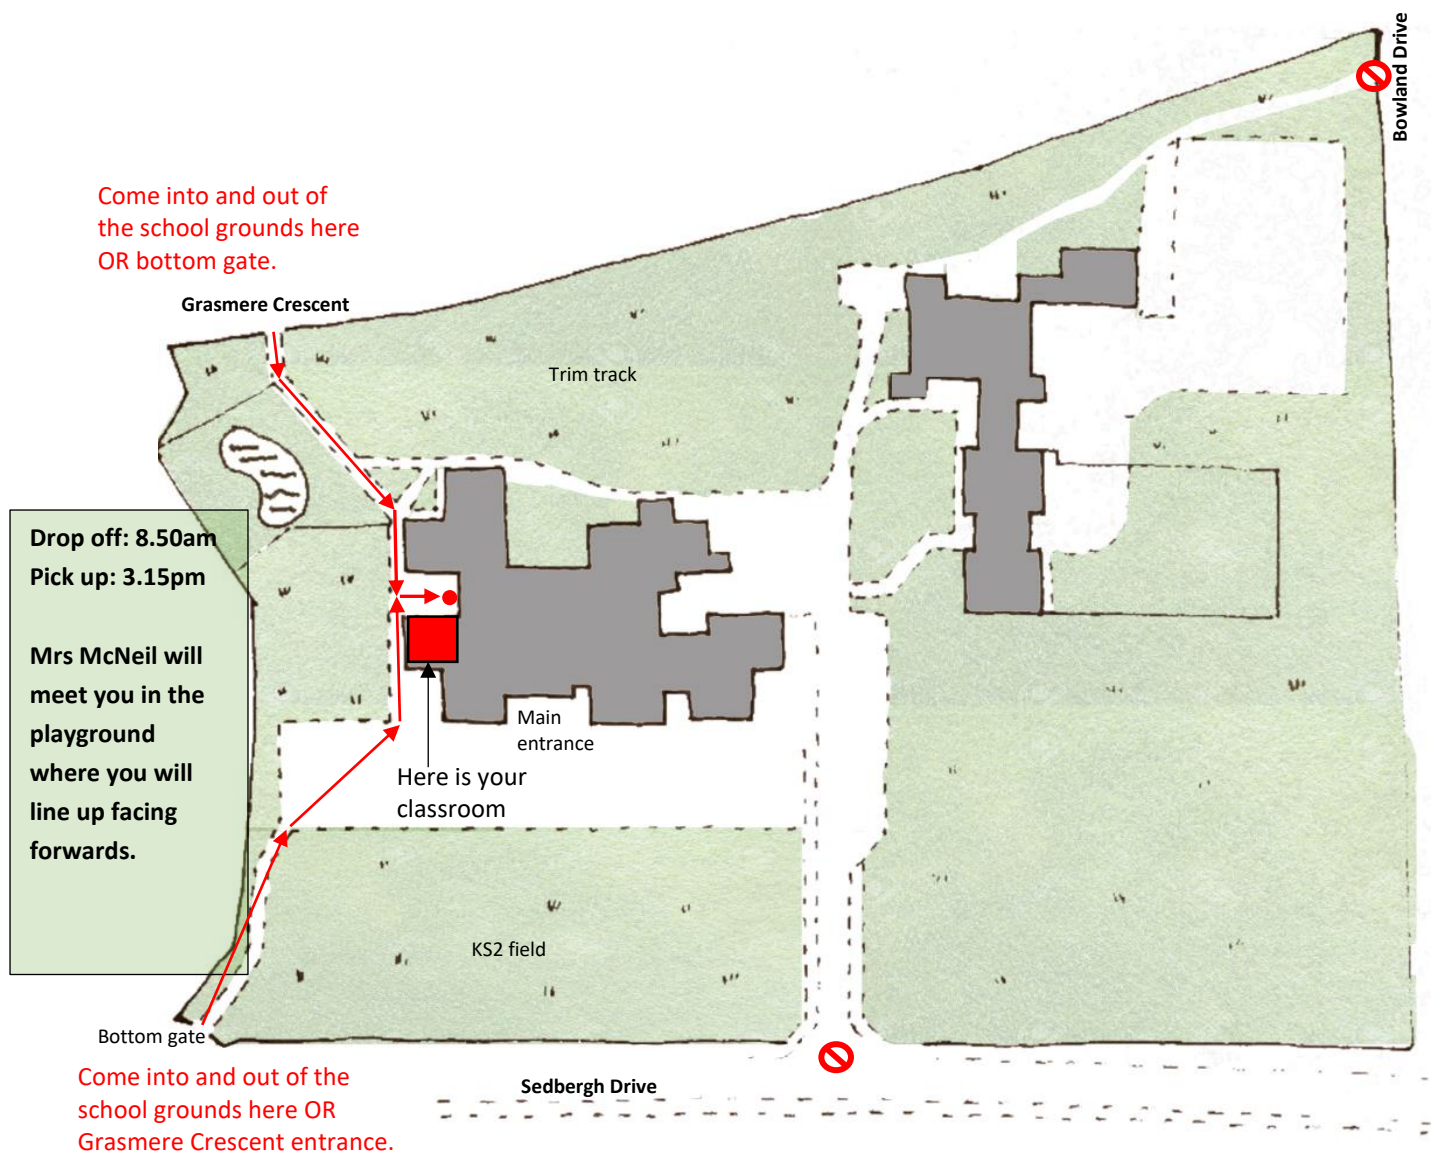 Bowland Drive
Come into and out of
the school grounds here
OR bottom gate.
Grasmere Crescent
Trim track
Drop off: 8.50am
Pick up: 3.15pm
Mrs McNeil will
meet you in the
playground
where you will
line up facing
forwards.
Main
entrance
Here is your
classroom
KS2 field
Bottom gate
Come into and out of the
school grounds here OR
Grasmere Crescent entrance.
Sedbergh Drive